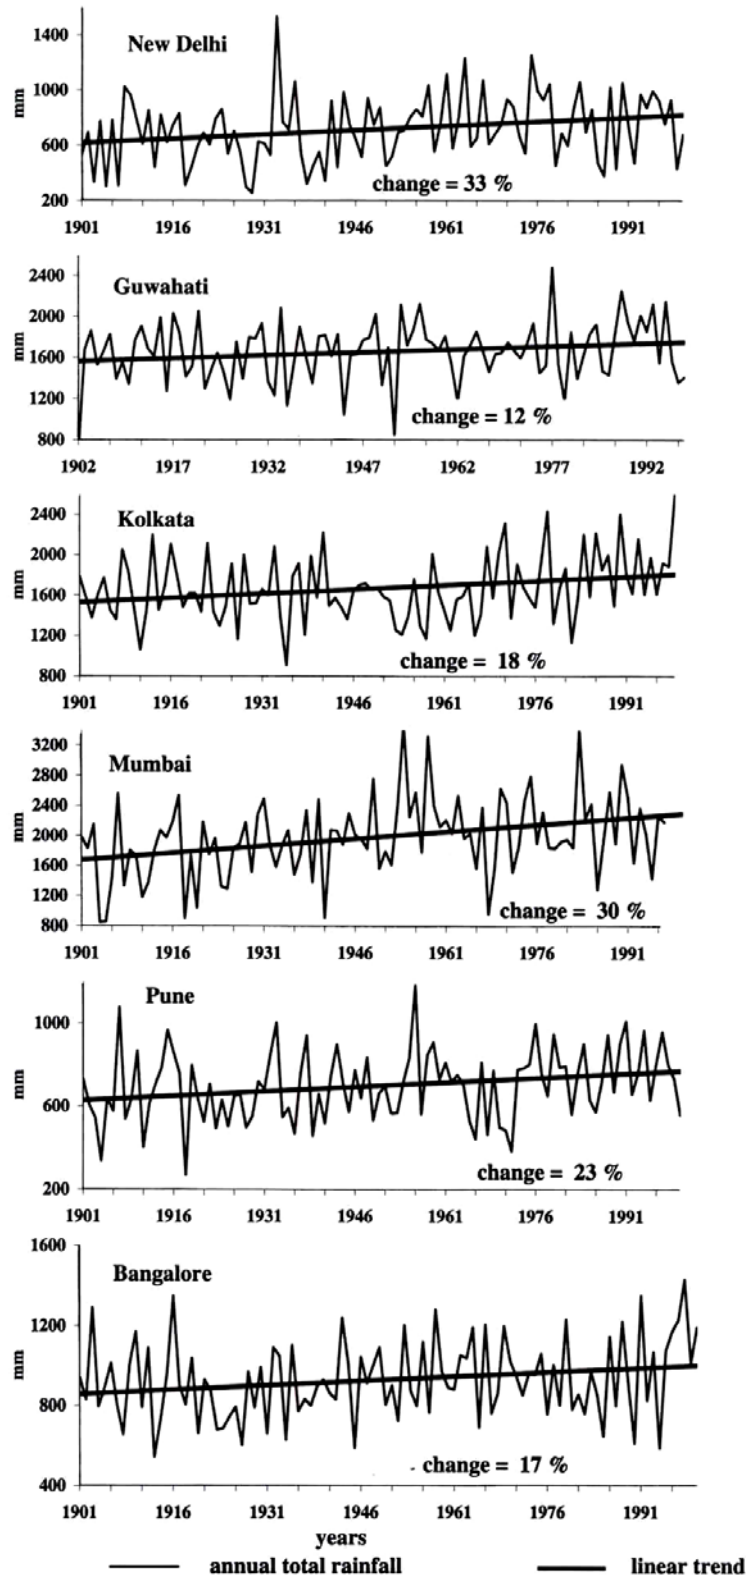 1400
New Delhi
1000
mm
600
change = 33 %
200
1901 1916 1931 1946 1961 1976 1991
2400
Guwahati
2000
mm
1600
1200
change = 12 %
800
1902 1917 1932 1947 1962 1977 1992
2400
Kolkata
2000
mm
1600
1200
change = 18 %
800
1901 1916 1931 1946 1961 1976 1991
3200
Mumbai
2800
2400
mm
2000
1600
1200
change = 30 %
800
1901 1916 1931 1946 1961 1976 1991
Pune
1000
mm
600
change = 23 %
200
1901 1916 1931 1946 1961 1976 1991
1600
Bangalore
1200
mm
800
change = 17 %
400
1901 1916 1931 1946 1961 1976 1991
years
annual total rainfall linear trend